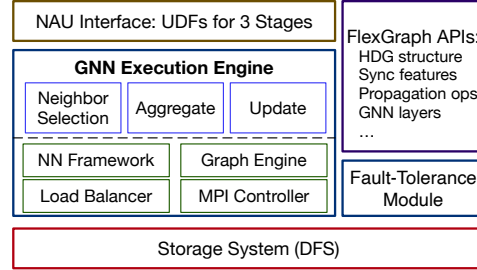 NAU Interface: UDFs for 3 Stages
GNN Execution Engine
Neighbor
Selection
Aggregate
Update
NN Framework
Graph Engine
Load Balancer
MPI Controller
FlexGraph APIs:
HDG structure
Sync features
Propagation ops
GNN layers
...
Fault-Tolerance
Module
Storage System (DFS)